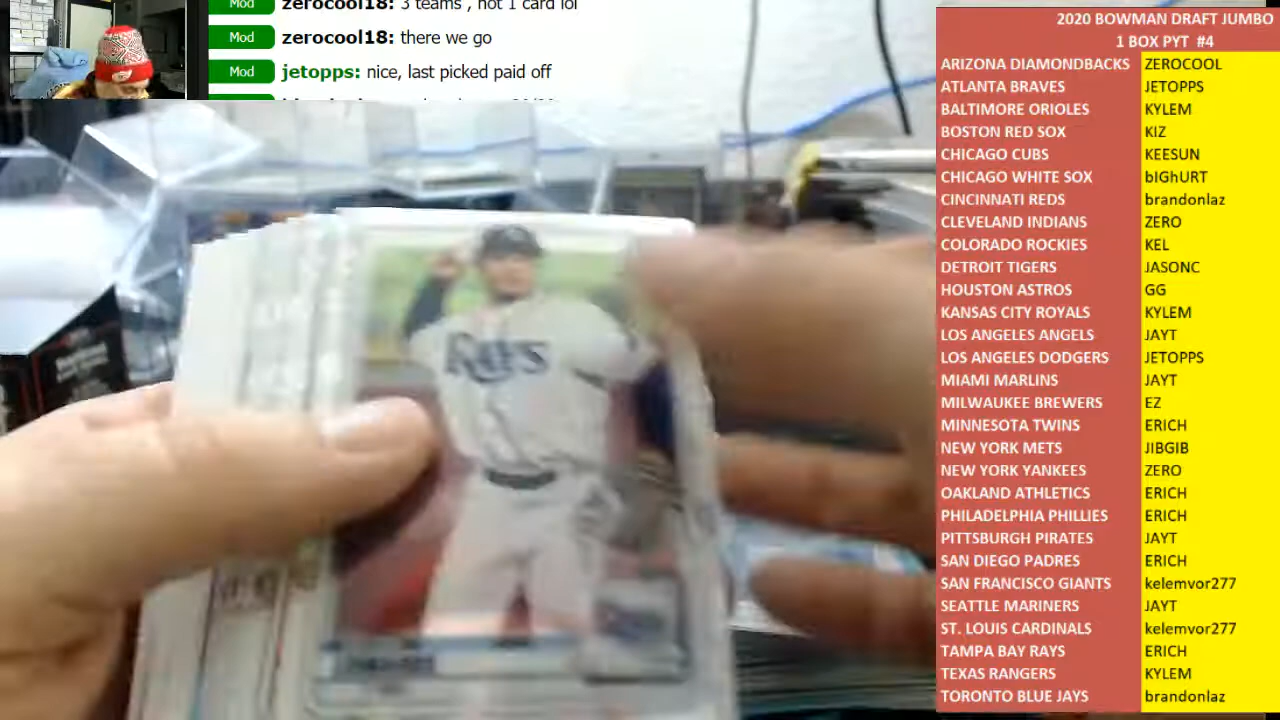 Mod zerocool18: 3 teams , not 1 card lol
Mod zerocool18: there we go
Mod jetopps: nice, last picked paid off
2020 BOWMAN DRAFT JUMBO
1 BOX PYT #4
ARIZONA DIAMONDBACKS ZEROCOOL
ATLANTA BRAVES JETOPPS
BALTIMORE ORIOLES KYLEM
BOSTON RED SOX KIZ
CHICAGO CUBS KEESUN
CHICAGO WHITE SOX bIGhURT
CINCINNATI REDS brandonlaz
CLEVELAND INDIANS ZERO
COLORADO ROCKIES KEL
DETROIT TIGERS JASONC
HOUSTON ASTROS GG
KANSAS CITY ROYALS KYLEM
LOS ANGELES ANGELS JAYT
LOS ANGELES DODGERS JETOPPS
MIAMI MARLINS JAYT
MILWAUKEE BREWERS EZ
MINNESOTA TWINS ERICH
NEW YORK METS JIBGIB
NEW YORK YANKEES ZERO
OAKLAND ATHLETICS ERICH
PHILADELPHIA PHILLIES ERICH
PITTSBURGH PIRATES JAYT
SAN DIEGO PADRES ERICH
SAN FRANCISCO GIANTS kelemvor277
SEATTLE MARINERS JAYT
ST. LOUIS CARDINALS kelemvor277
TAMPA BAY RAYS ERICH
TEXAS RANGERS KYLEM
TORONTO BLUE JAYS brandonlaz
RAYS